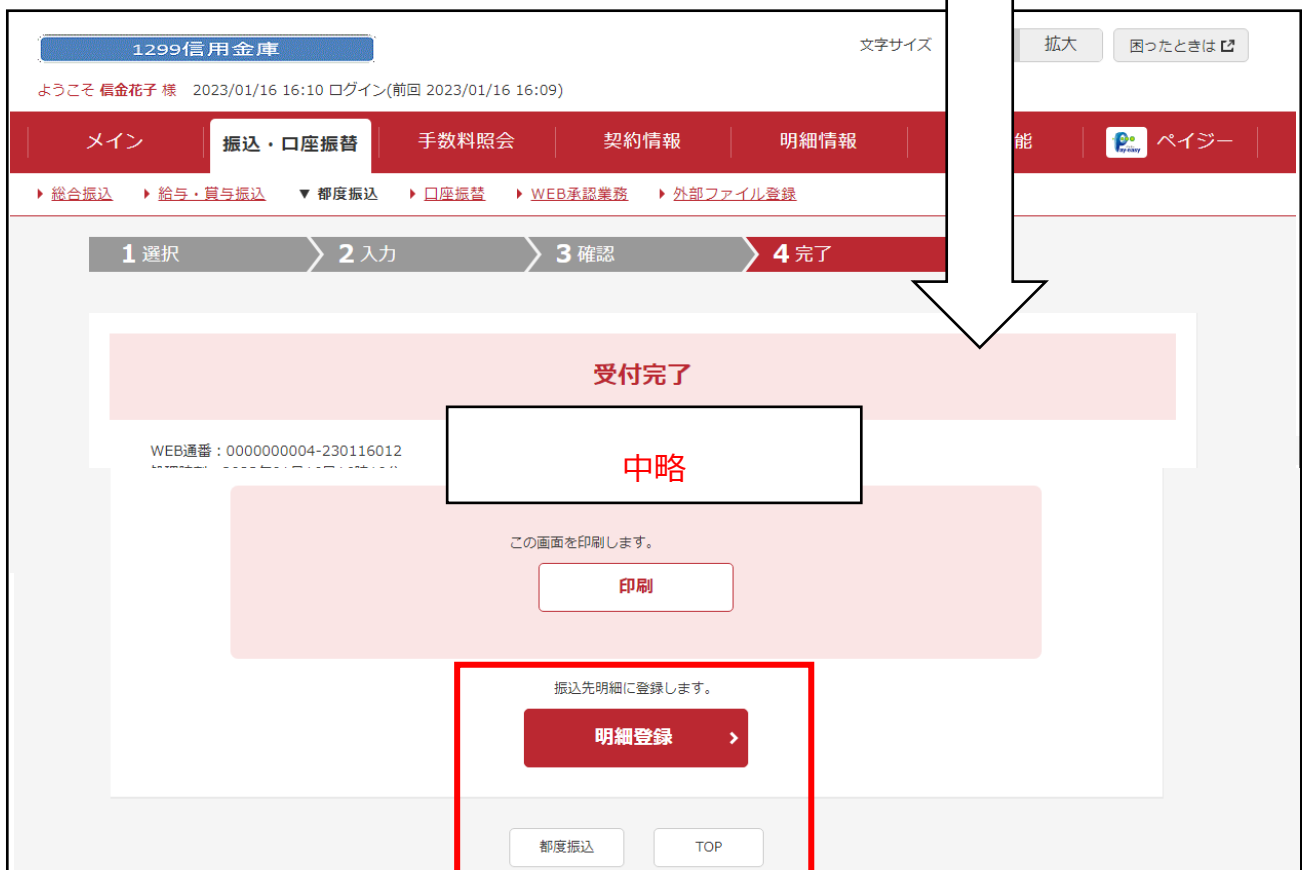 1299信用金庫
文字サイズ 拡大 困ったときは
ようこそ 信金花子 様 2023/01/16 16:10 ログイン(前回 2023/01/16 16:09)
メイン 振込・口座振替 手数料照会 契約情報 明細情報 能 Pay-easy ペイジー
総合振込 給与・賞与振込 ▼ 都度振込 口座振替 WEB承認業務 外部ファイル登録
1 選択 2 入力 3 確認 4 完了
受付完了
WEB通番:0000000004-230116012
中略
この画面を印刷します。
印刷
振込先明細に登録します。
明細登録
都度振込 TOP